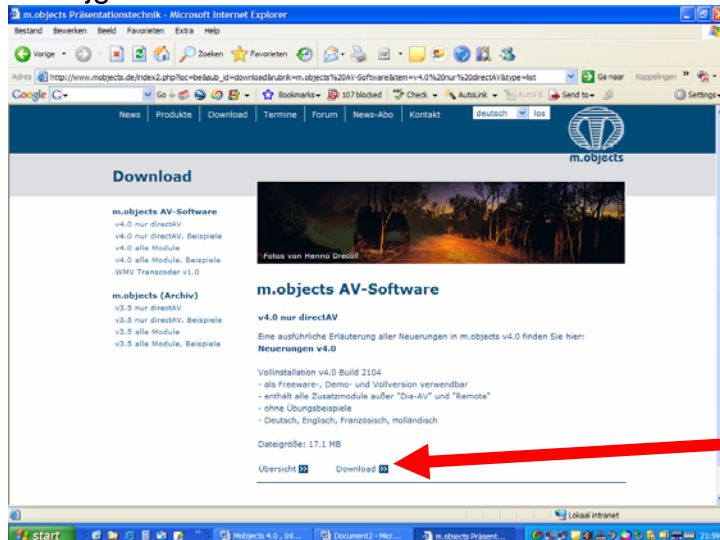 m.objects Präsentationstechnik - Microsoft Internet Explorer
Bestand Bewerken Beeld Favorieten Extra Help
Vorige Zoeken Favorieten
Adres http://www.mobjects.de/index2.php?loc=be&aub_id=download&rubrik=m.objects%20AV-Software&item=v4.0%20nur%20directAV&type=list Ga naar Koppelingen
Google G Go Bookmarks 107 blocked Check AutoLink AutoFill Send to Settings
News Produkte Download Termine Forum News-Abo Kontakt deutsch los
m.objects
Download
m.objects AV-Software
v4.0 nur directAV
v4.0 nur directAV, Beispiele
v4.0 alle Module
v4.0 alle Module, Beispiele
WMV Transcoder v1.0
m.objects (Archiv)
v3.5 nur directAV
v3.5 nur directAV, Beispiele
v3.5 alle Module
v3.5 alle Module, Beispiele
Fotos von Henno Drecoll
m.objects AV-Software
v4.0 nur directAV
Eine ausführliche Erläuterung aller Neuerungen in m.objects v4.0 finden Sie hier:
Neuerungen v4.0
Vollinstallation v4.0 Build 2104
- als Freeware-, Demo- und Vollversion verwendbar
- enthält alle Zusatzmodule außer "Dia-AV" und "Remote"
- ohne Übungsbeispiele
- Deutsch, Englisch, Französisch, Holländisch
Dateigröße: 17.1 MB
Übersicht Download
Lokaal intranet
start Mobjects 4.0 , Inl... Document2 - Micr... m.objects Präsent... 21:59